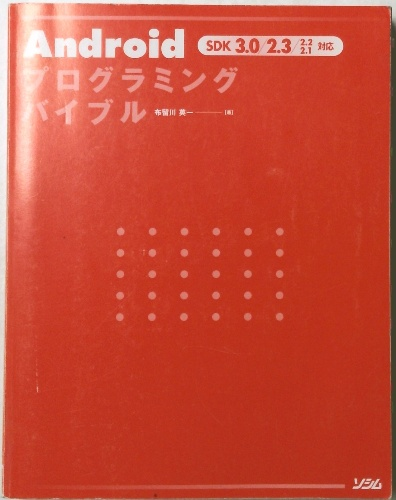 Android SDK 3.0/2.3/2.2 2.1 対応
プログラミング
バイブル 布留川 英一 [著]
ソシム